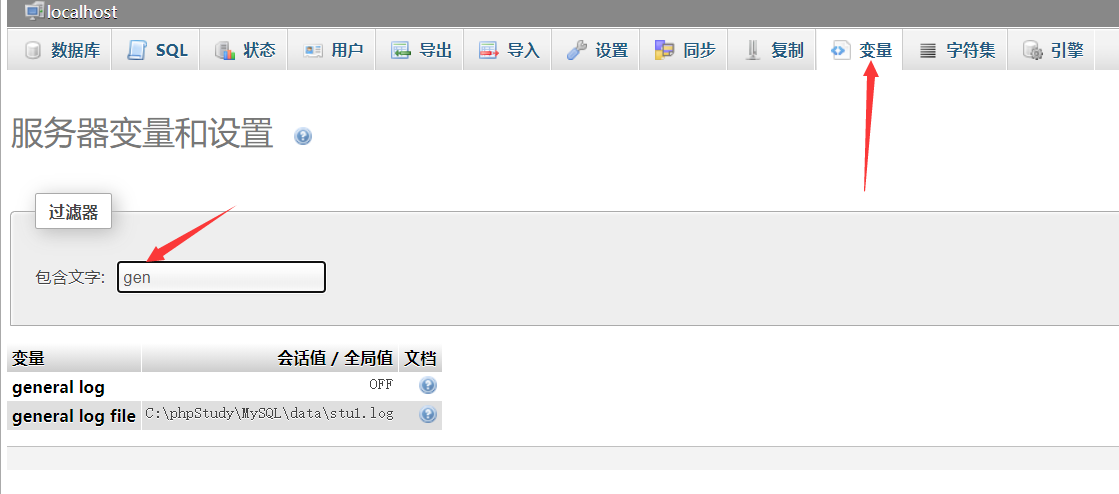 localhost
数据库 SQL 状态 用户 导出 导入 设置 同步 复制 变量 字符集 引擎
服务器变量和设置
过滤器
包含文字: gen
变量 会话值 / 全局值 文档
general log OFF
general log file C:\phpStudy\MySQL\data\stu1.log